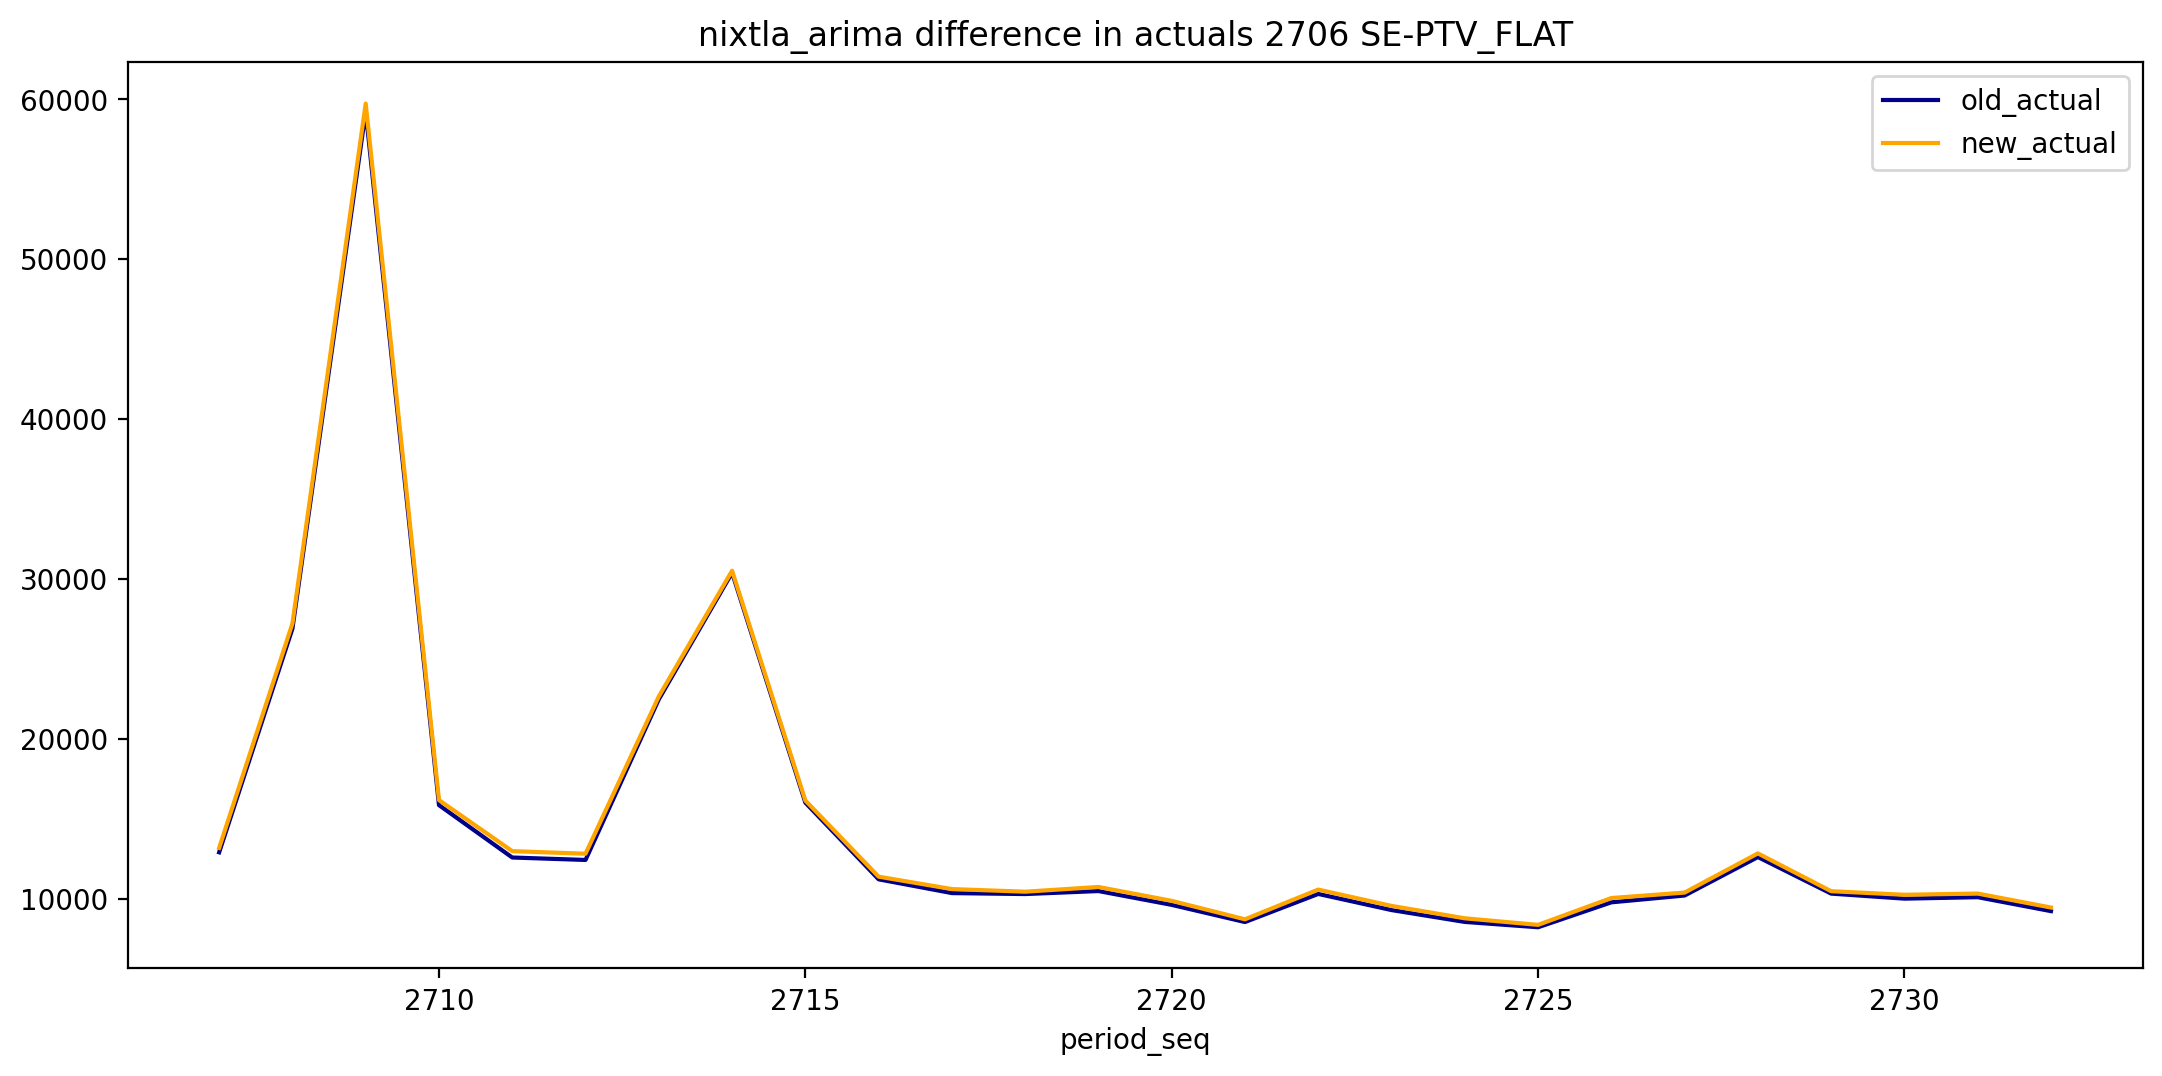 nixtla_arima difference in actuals 2706 SE-PTV_FLAT
old_actual
new_actual
60000
50000
40000
30000
20000
10000
2710 2715 2720 2725 2730
period_seq